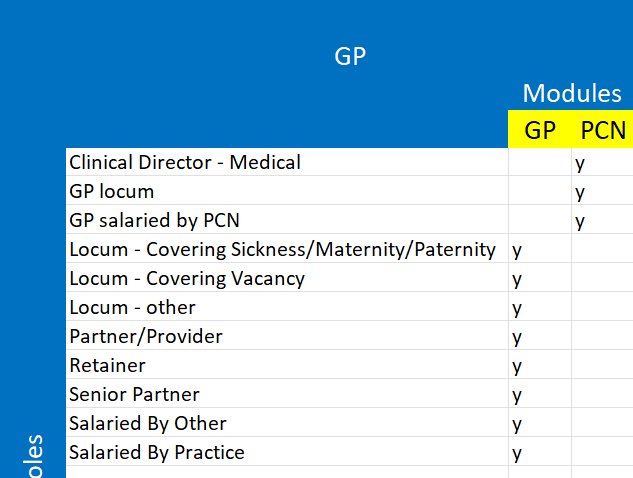 GP
Modules
GP PCN
Clinical Director - Medical y
GP locum y
GP salaried by PCN y
Locum - Covering Sickness/Maternity/Paternity y
Locum - Covering Vacancy y
Locum - other y
Partner/Provider y
Retainer y
Senior Partner y
Salaried By Other y
Salaried By Practice y
oles